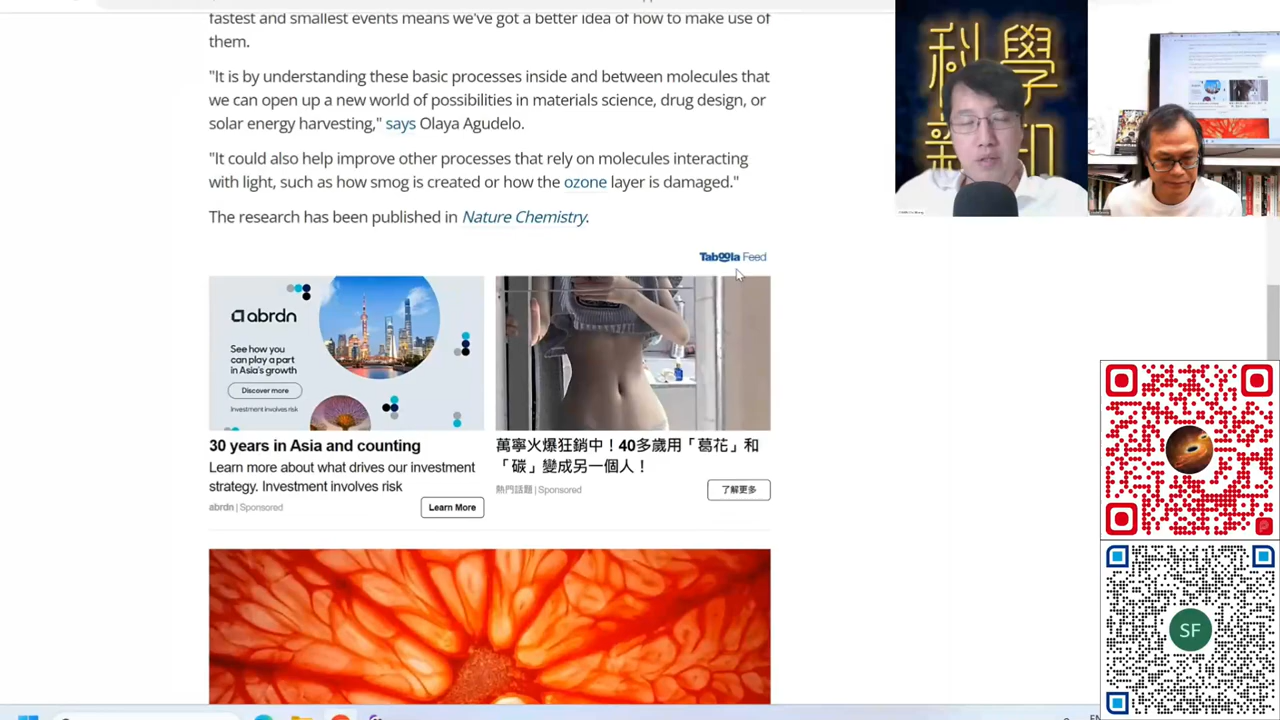 fastest and smallest events means we've got a better idea of how to make use of
them.
"It is by understanding these basic processes inside and between molecules that
we can open up a new world of possibilities in materials science, drug design, or
solar energy harvesting," says Olaya Agudelo.
"It could also help improve other processes that rely on molecules interacting
with light, such as how smog is created or how the ozone layer is damaged."
The research has been published in Nature Chemistry.
Taboola Feed
abrdn
See how you
can play a part
in Asia's growth
Discover more
Investment involves risk
30 years in Asia and counting
Learn more about what drives our investment
strategy. Investment involves risk
abrdn | Sponsored
Learn More
萬寧火爆狂銷中！40多歲用「葛花」和
「碳」變成另一個人！
熱門話題 | Sponsored
了解更多
科學
新知
SF